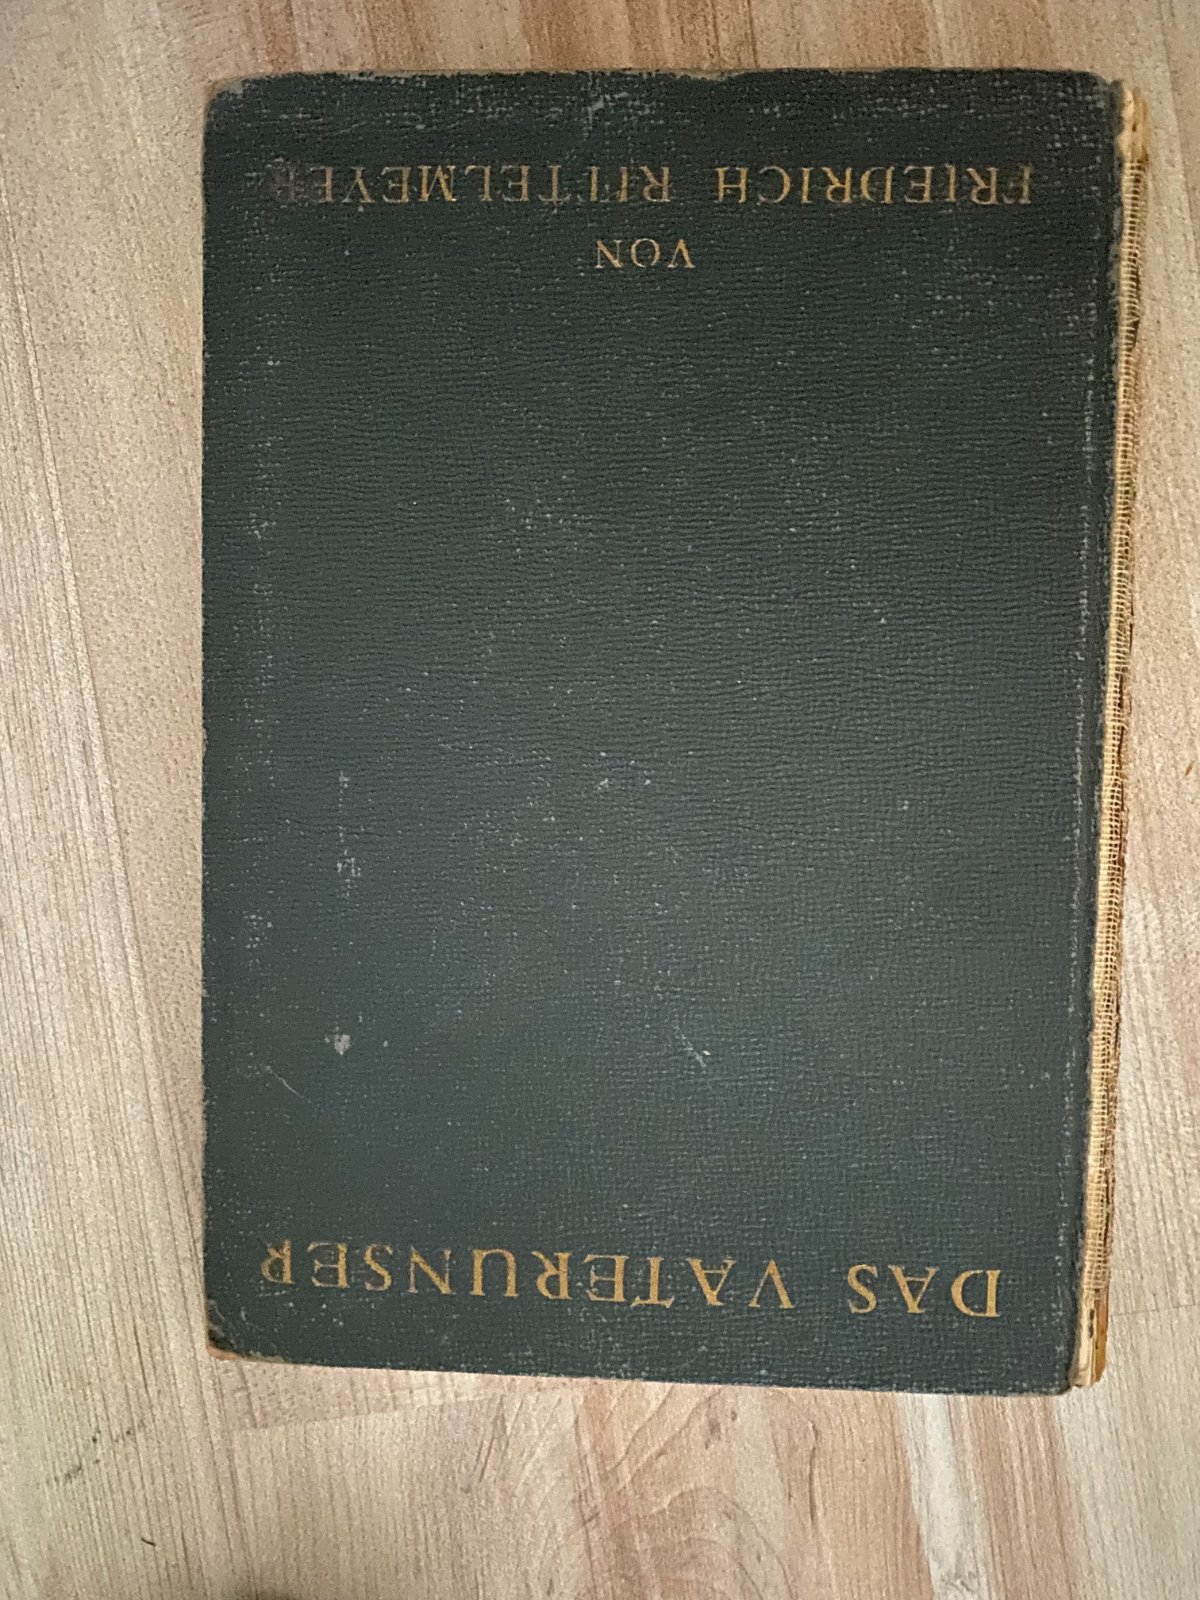 DAS VATERUNSER
VON
FRIEDRICH RITTELMEYER